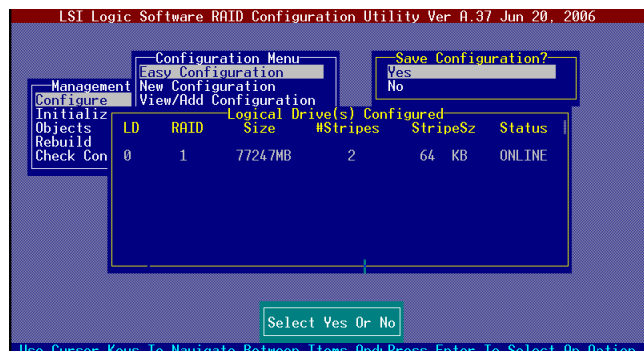 LSI Logic Software RAID Configuration Utility Ver A.37 Jun 20, 2006
Configuration Menu
Easy Configuration
New Configuration
View/Add Configuration
Save Configuration?
Yes
No
Management
Configure
Initializ
Objects
Rebuild
Check Con
Logical Drive(s) Configured
LD RAID Size #Stripes StripeSz Status
0 1 77247MB 2 64 KB ONLINE
Select Yes Or No
Use Cursor Keys To Navigate Between Items And Press Enter To Select An Option